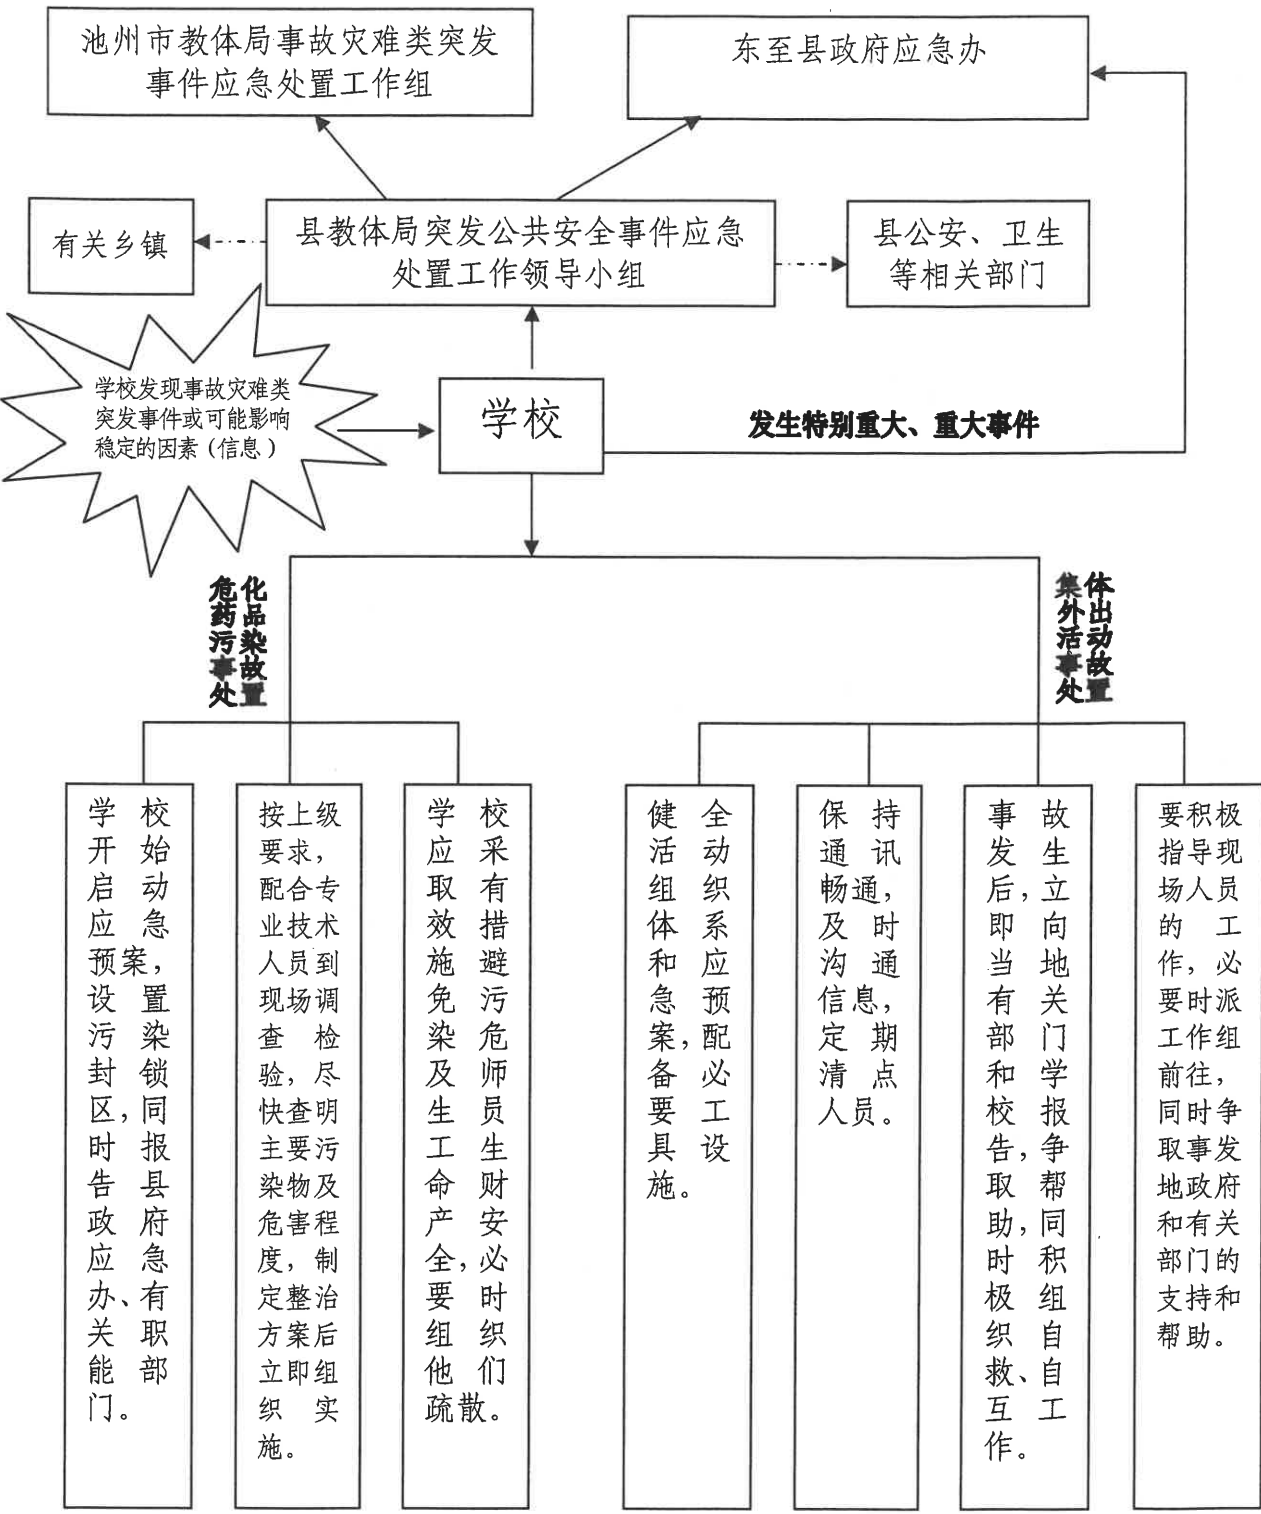 池州市教体局事故灾难类突发
事件应急处置工作组
东至县政府应急办
有关乡镇
县教体局突发公共安全事件应急
处置工作领导小组
县公安、卫生
等相关部门
学校发现事故灾难类
突发事件或可能影响
稳定的因素（信息）
学校
发生特别重大、重大事件
危化
药品
污染
事故
处置
集体
外出
活动
事故
处置
学校
开始
启动
应急
预案，
设置
污染
封锁
区，同
时报
告县
政府
应急
办、有
关职
能部
门。
按上级
要求，
配合专
业技术
人员到
现场调
查检
验，尽
快查明
主要污
染物及
危害程
度，制
定整治
方案后
立即组
织实
施。
学校
应采
取有
效措
施避
免污
染危
及师
生员
工生
命财
产安
全，必
要时
组织
他们
疏散。
健全
活动
组织
体系
和应
急预
案，配
备必
要工
具设
施。
保持
通讯
畅通，
及时
沟通
信息，
定期
清点
人员。
事故
发生
后，立
即向
当地
有关
部门
和学
校报
告，争
取帮
助，同
时积
极组
织自
救、自
互工
作。
要积极
指导现
场人员
的工
作，必
要时派
工作组
前往，
同时争
取事发
地政府
和有关
部门的
支持和
帮助。